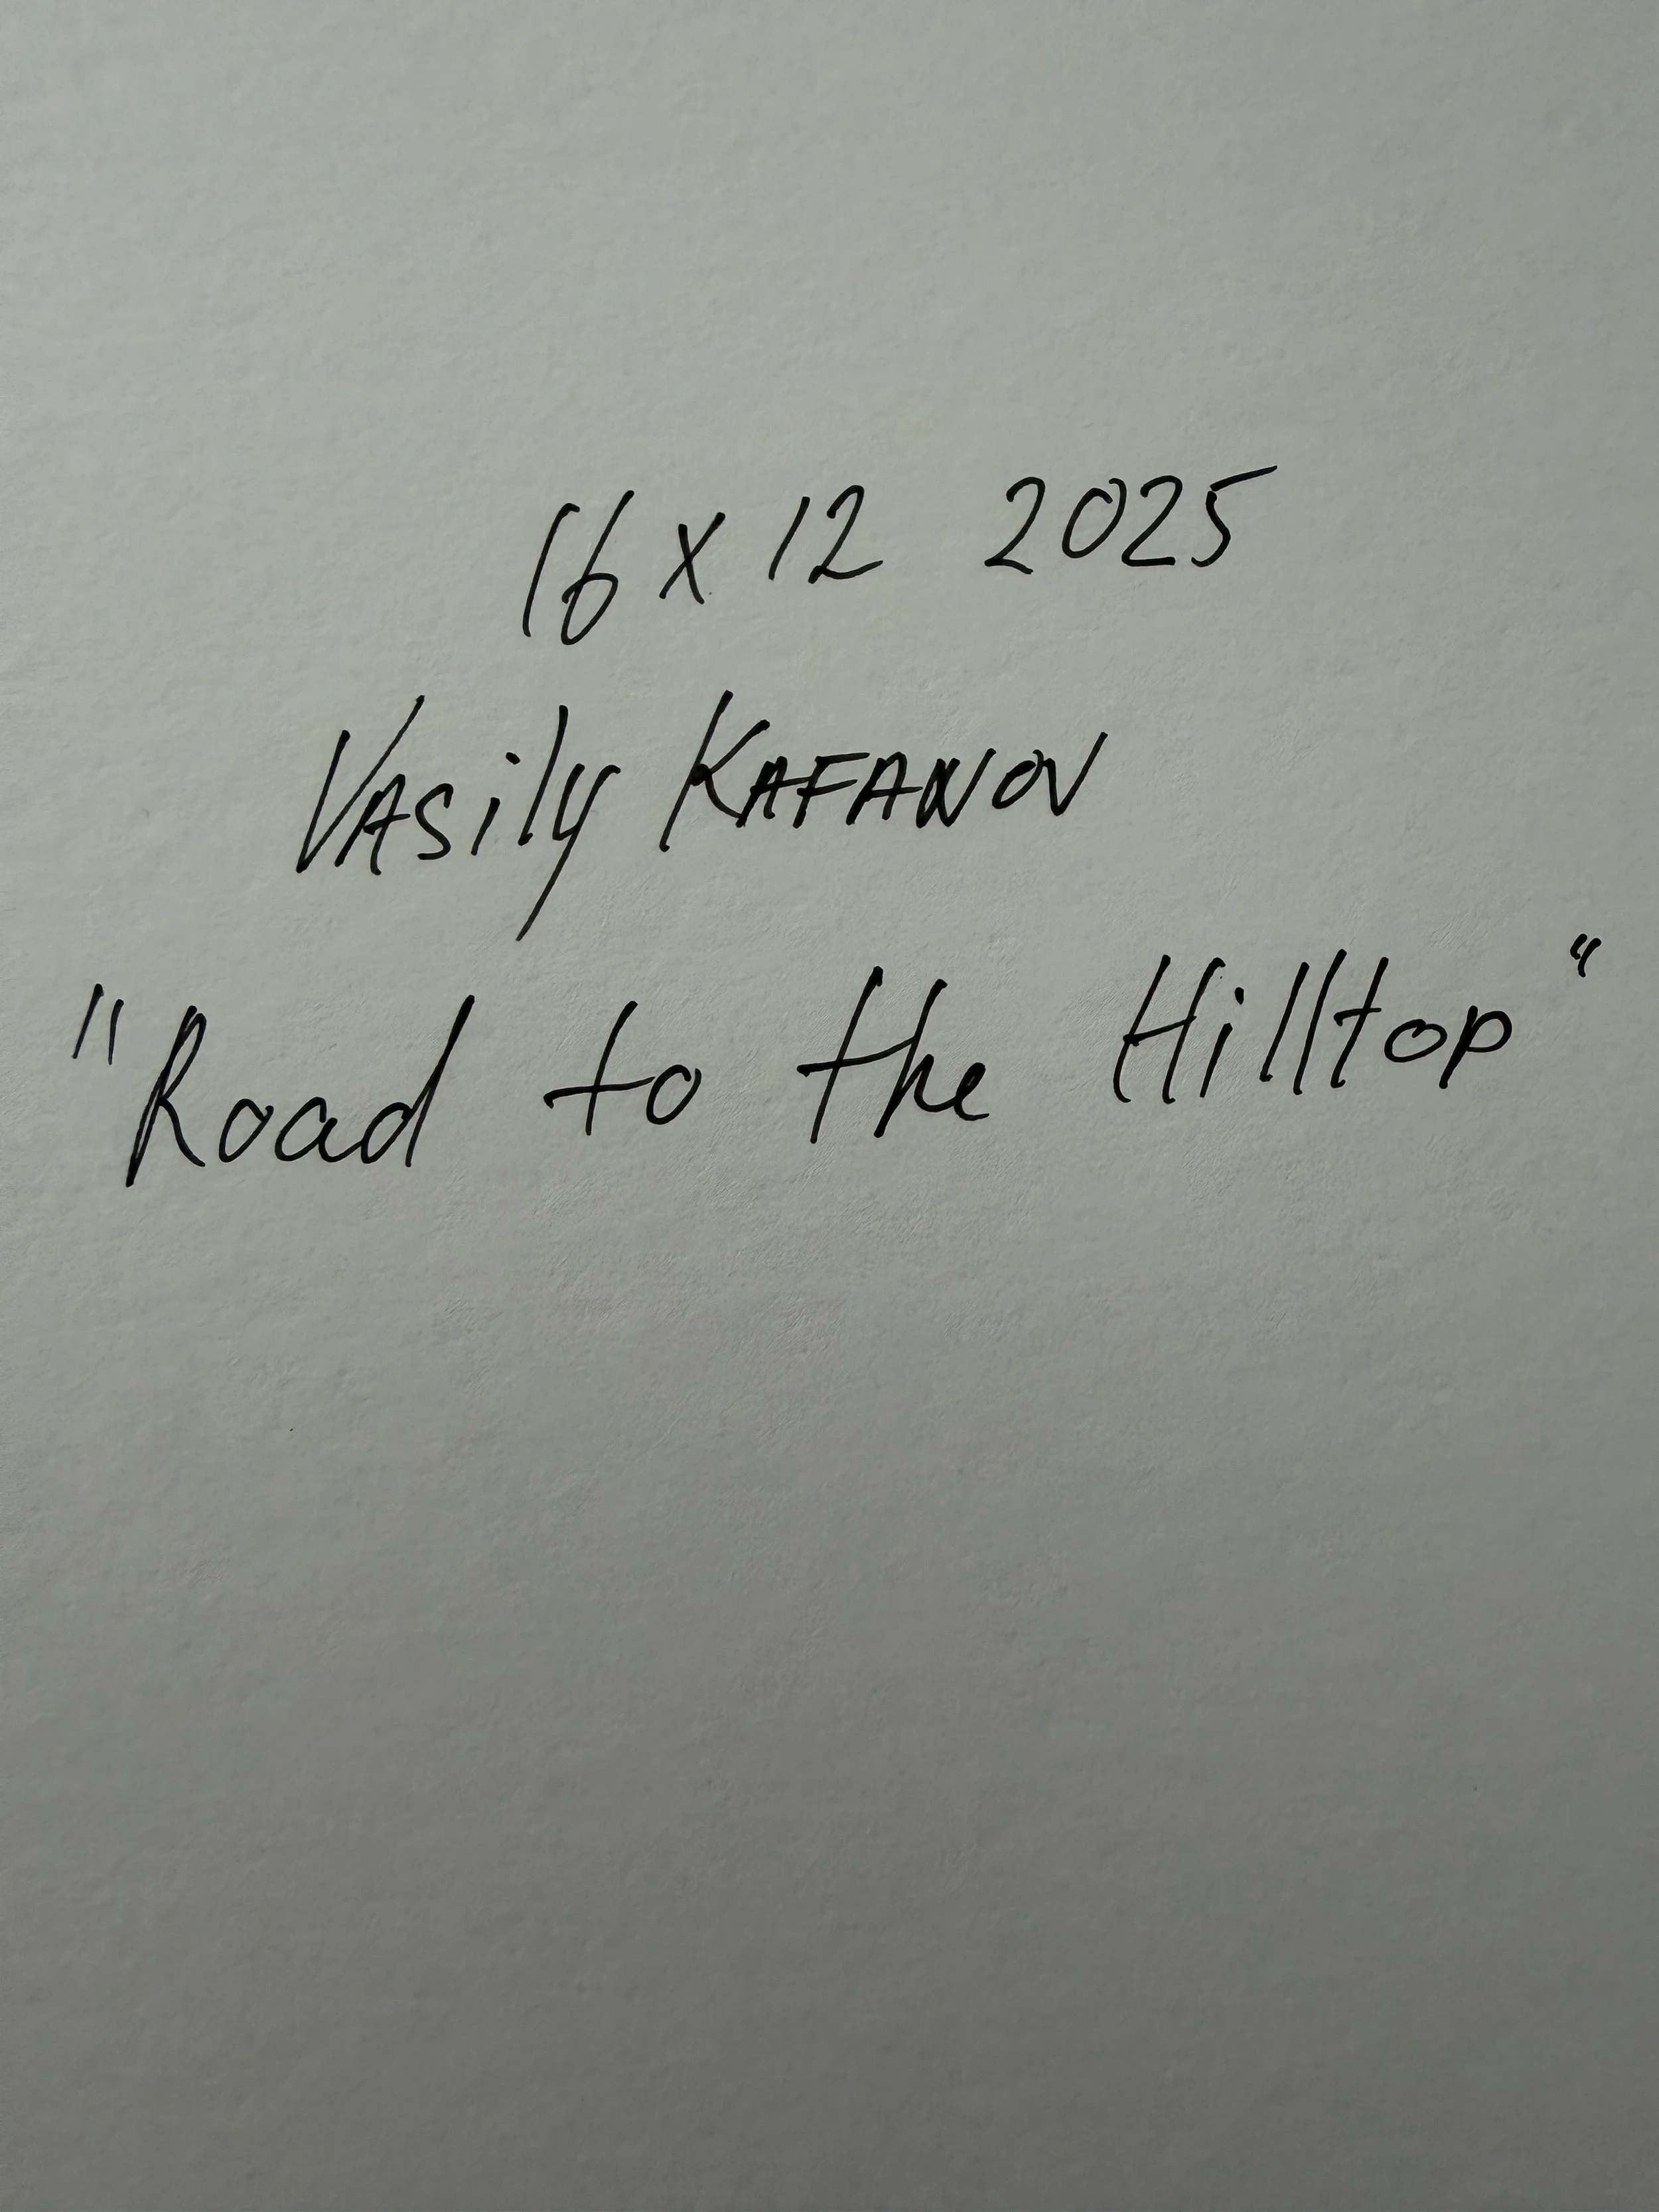 16 x 12 2025
Vasily Kafanov
"Road to the Hilltop"